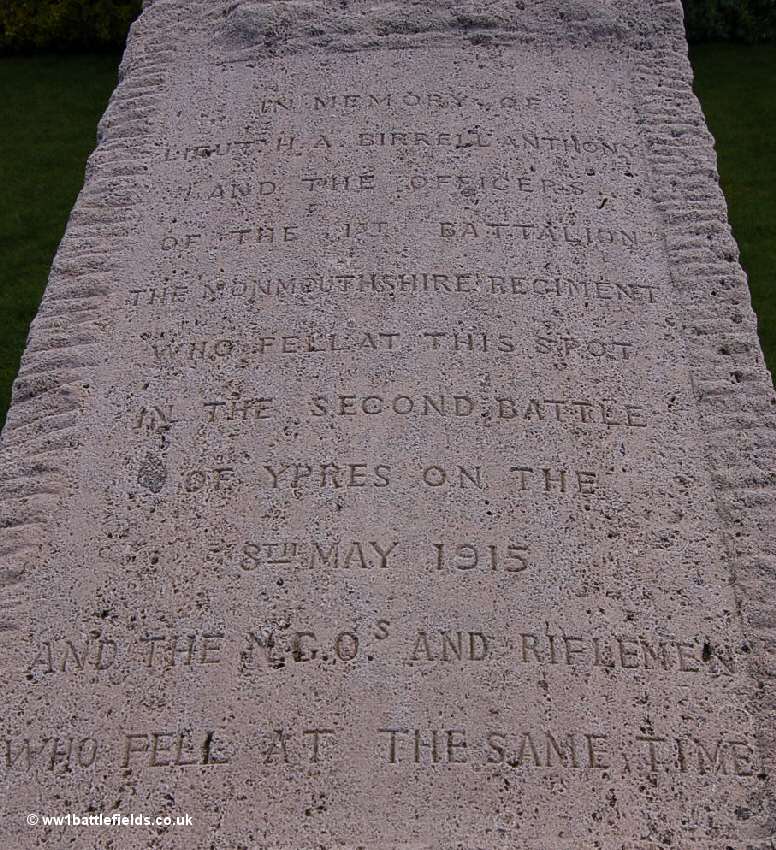 IN MEMORY OF
LIEUT H. A. BIRRELL ANTHONY
AND THE OFFICERS
OF THE 1ST BATTALION
THE MONMOUTHSHIRE REGIMENT
WHO FELL AT THIS SPOT
IN THE SECOND BATTLE
OF YPRES ON THE
8TH MAY 1915
AND THE N.C.O.S AND RIFLEMEN
WHO FELL AT THE SAME TIME
© ww1battlefields.co.uk